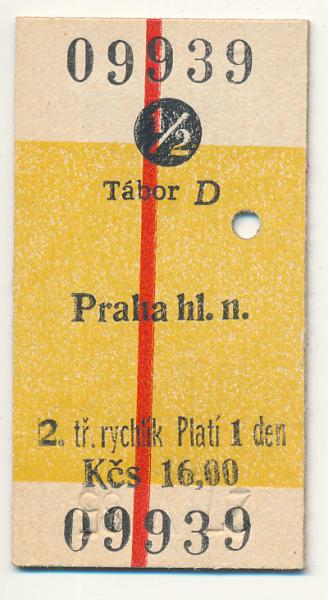 09939
1/2
Tábor D
Praha hl. n.
2. tř. rychlík Platí 1 den
Kčs 16,00
09939